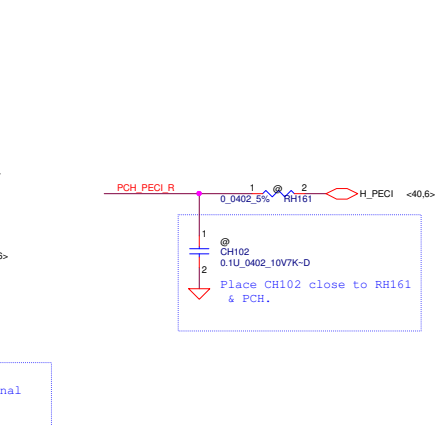 PCH_PECI_R
1 @ 2
0_0402_5% RH161
H_PECI <40,6>
1
@
CH102
0.1U_0402_10V7K~D
2
Place CH102 close to RH161
& PCH.